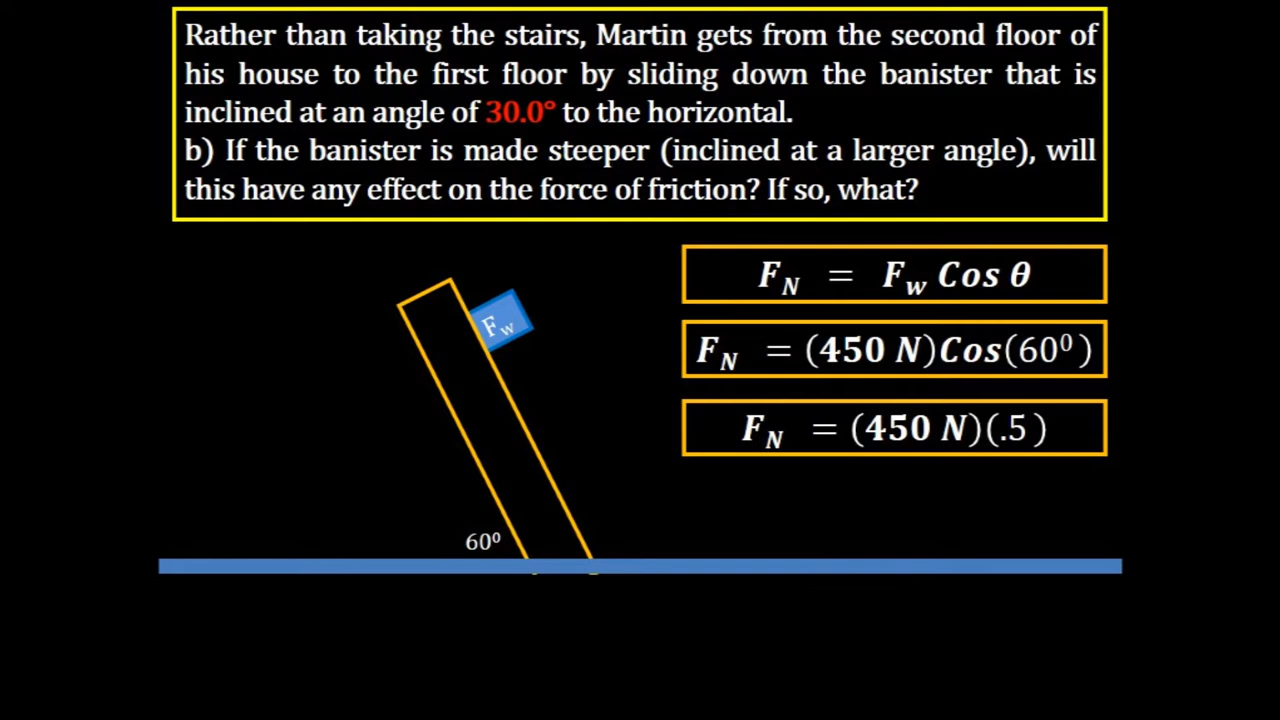 Rather than taking the stairs, Martin gets from the second floor of
his house to the first floor by sliding down the banister that is
inclined at an angle of 30.0° to the horizontal.
b) If the banister is made steeper (inclined at a larger angle), will
this have any effect on the force of friction? If so, what?
F_N = F_w Cos θ
F_w
F_N = (450 N)Cos(60⁰ )
F_N = (450 N)(.5 )
60⁰